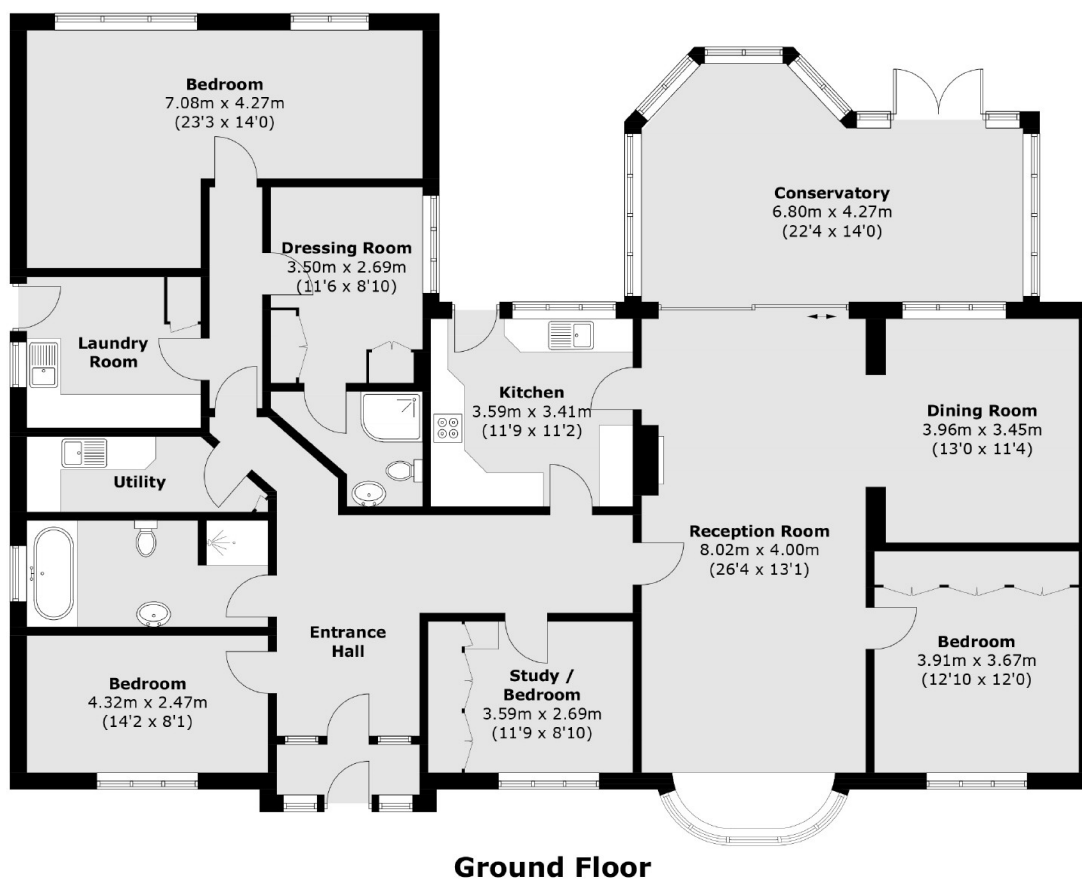 Bedroom
7.08m x 4.27m
(23'3 x 14'0)
Conservatory
6.80m x 4.27m
(22'4 x 14'0)
Dressing Room
3.50m x 2.69m
(11'6 x 8'10)
Laundry
Room
Kitchen
3.59m x 3.41m
(11'9 x 11'2)
Dining Room
3.96m x 3.45m
(13'0 x 11'4)
Utility
Reception Room
8.02m x 4.00m
(26'4 x 13'1)
Entrance
Hall
Bedroom
4.32m x 2.47m
(14'2 x 8'1)
Study /
Bedroom
3.59m x 2.69m
(11'9 x 8'10)
Bedroom
3.91m x 3.67m
(12'10 x 12'0)
Ground Floor